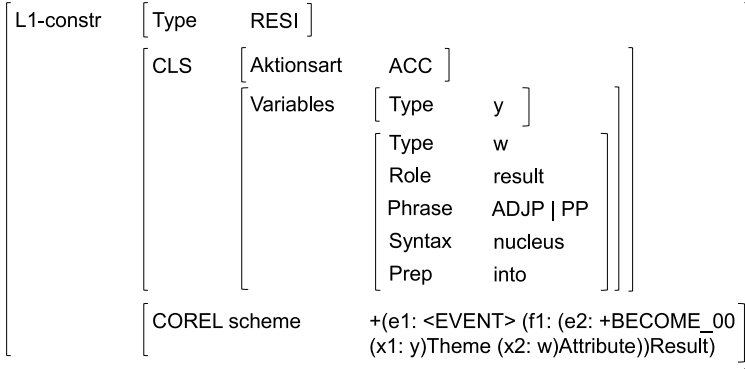 L1-constr Type RESI
CLS Aktionsart ACC
Variables Type y
Type w
Role result
Phrase ADJP | PP
Syntax nucleus
Prep into
COREL scheme +(e1: <EVENT> (f1: (e2: +BECOME_00
(x1: y)Theme (x2: w)Attribute))Result)